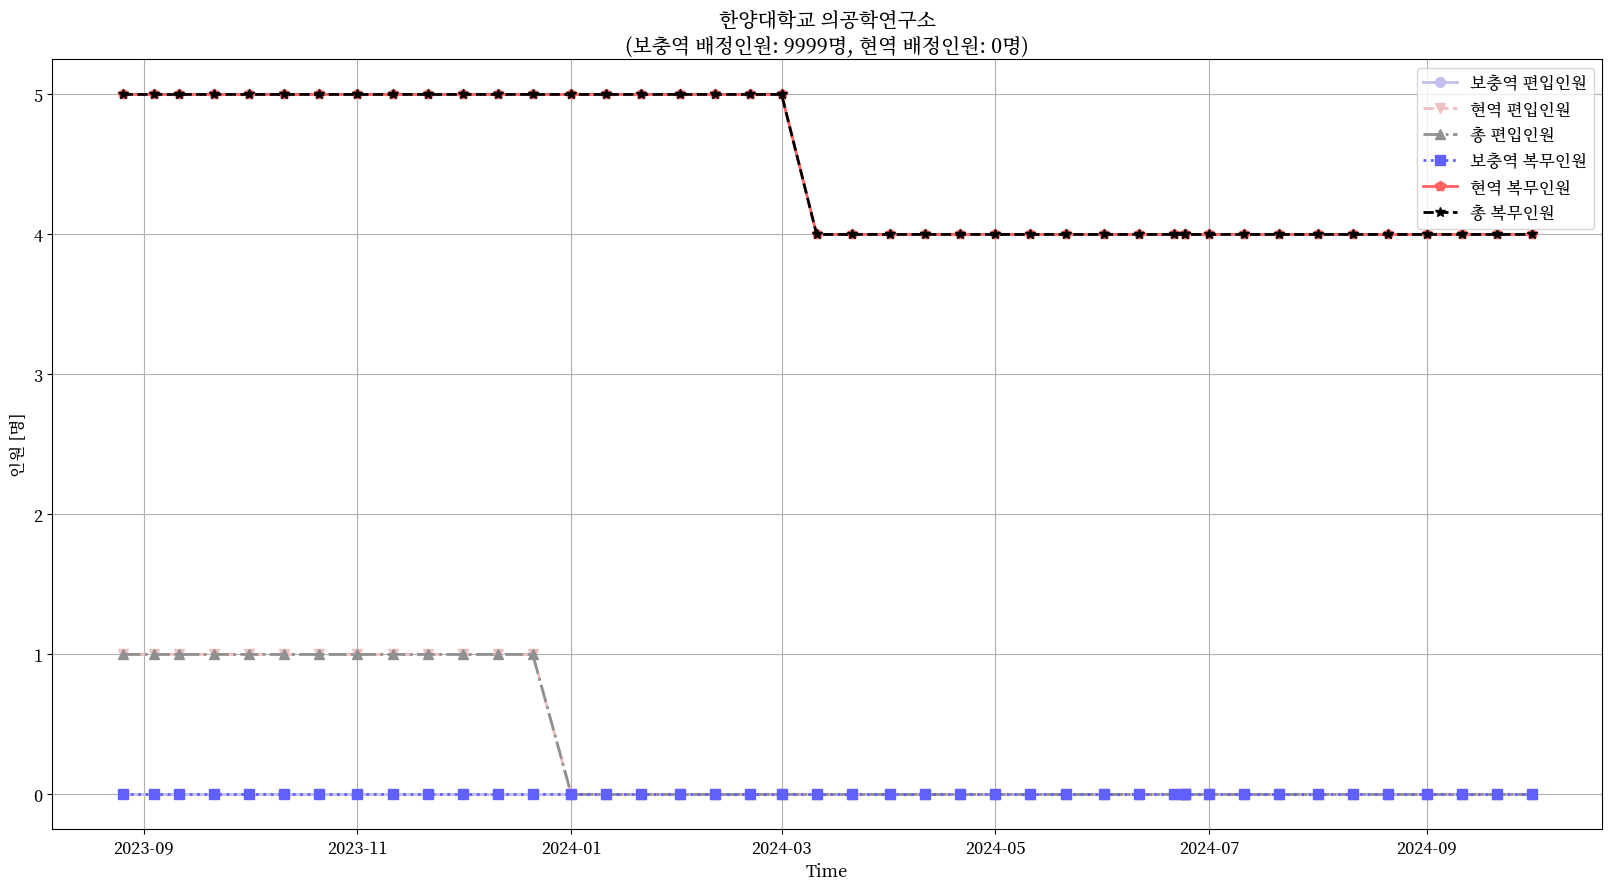 한양대학교 의공학연구소
(보충역 배정인원: 9999명, 현역 배정인원: 0명)
보충역 편입인원
현역 편입인원
총 편입인원
보충역 복무인원
현역 복무인원
총 복무인원
인원 [명]
5
4
3
2
1
0
2023-09
2023-11
2024-01
2024-03
2024-05
2024-07
2024-09
Time